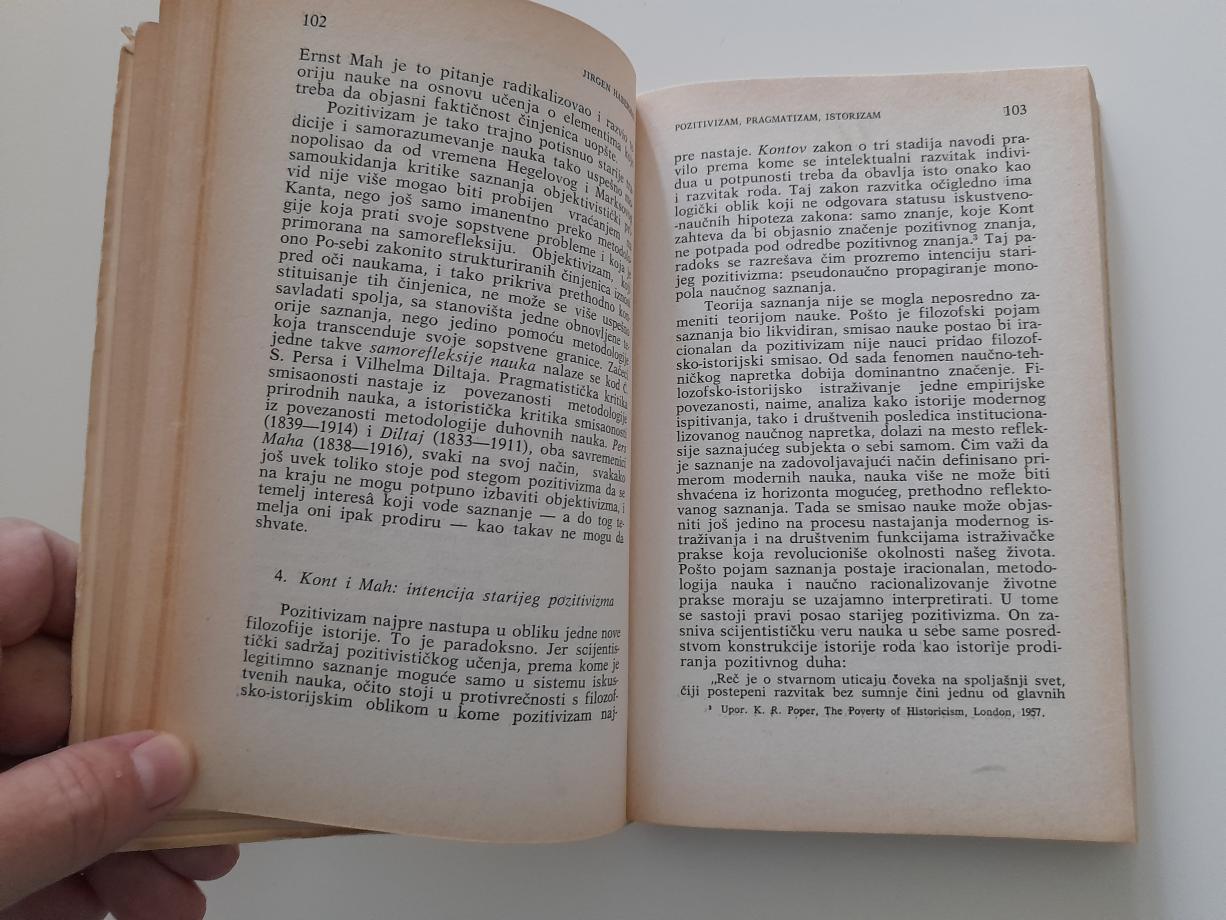 102
JIRGEN
Ernst Mah je to pitanje radikalizovao i razvio
oriju nauke na osnovu učenja o elementima koja
treba da objasni faktičnost činjenica uopšte.
Pozitivizam je tako trajno potisnuo starije
dicije i samorazumevanje nauka tako uspešno
nopolisao da od vremena Hegelovog i Marksovog
samoukidanja kritike saznanja objektivistički
vid nije više mogao biti probijen vraćanjem
Kanta, nego još samo imanentno preko metodolo-
gije koja prati svoje sopstvene probleme i koja je
primorana na samorefleksiju. Objektivizam, koji
ono Po-sebi zakonito strukturiranih činjenica iznosi
pred oči naukama, i tako prikriva prethodno kon-
stituisanje tih činjenica, ne može se više uspešno
savladati spolja, sa stanovišta jedne obnovljene te-
orije saznanja, nego jedino pomoću metodologije
koja transcenduje svoje sopstvene granice. Začeci
jedne takve samorefleksije nauka nalaze se kod Č.
S. Persa i Vilhelma Diltaja. Pragmatistička kritika
smisaonosti nastaje iz povezanosti metodologije
prirodnih nauka, a istoristička kritika smisaonosti
iz povezanosti metodologije duhovnih nauka. Pers
(1839—1914) i Diltaj (1833—1911), oba savremenici
Maha (1838—1916), svaki na svoj način, svakako
još uvek toliko stoje pod stegom pozitivizma da se
na kraju ne mogu potpuno izbaviti objektivizma, i
temelj interesâ koji vode saznanje — a do tog te-
melja oni ipak prodiru — kao takav ne mogu da
shvate.
4. Kont i Mah: intencija starijeg pozitivizma
Pozitivizam najpre nastupa u obliku jedne nove
filozofije istorije. To je paradoksno. Jer scijentis-
tički sadržaj pozitivističkog učenja, prema kome je
legitimno saznanje moguće samo u sistemu iskus-
tvenih nauka, očito stoji u protivrečnosti s filozof-
sko-istorijskim oblikom u kome pozitivizam naj-
POZITIVIZAM, PRAGMATIZAM, ISTORIZAM
103
pre nastaje. Kontov zakon o tri stadija navodi pra-
vilo prema kome se intelektualni razvitak indivi-
dua u potpunosti treba da obavlja isto onako kao
i razvitak roda. Taj zakon razvitka očigledno ima
logički oblik koji ne odgovara statusu iskustveno-
-naučnih hipoteza zakona: samo znanje, koje Kont
zahteva da bi objasnio značenje pozitivnog znanja,
ne potpada pod odredbe pozitivnog znanja.³ Taj pa-
radoks se razrešava čim prozremo intenciju stari-
jeg pozitivizma: pseudonaučno propagiranje mono-
pola naučnog saznanja.
Teorija saznanja nije se mogla neposredno za-
meniti teorijom nauke. Pošto je filozofski pojam
saznanja bio likvidiran, smisao nauke postao bi ira-
cionalan da pozitivizam nije nauci pridao filozof-
sko-istorijski smisao. Od sada fenomen naučno-teh-
ničkog napretka dobija dominantno značenje. Fi-
lozofsko-istorijsko istraživanje jedne empirijske
povezanosti, naime, analiza kako istorije modernog
ispitivanja, tako i društvenih posledica instituciona-
lizovanog naučnog napretka, dolazi na mesto reflek-
sije saznajućeg subjekta o sebi samom. Čim važi da
je saznanje na zadovoljavajući način definisano pri-
merom modernih nauka, nauka više ne može biti
shvaćena iz horizonta mogućeg, prethodno reflekto-
vanog saznanja. Tada se smisao nauke može objas-
niti još jedino na procesu nastajanja modernog is-
traživanja i na društvenim funkcijama istraživačke
prakse koja revolucioniše okolnosti našeg života.
Pošto pojam saznanja postaje iracionalan, metodo-
logija nauka i naučno racionalizovanje životne
prakse moraju se uzajamno interpretirati. U tome
se sastoji pravi posao starijeg pozitivizma. On za-
sniva scijentističku veru nauka u sebe same posred-
stvom konstrukcije istorije roda kao istorije prodi-
ranja pozitivnog duha:
„Reč je o stvarnom uticaju čoveka na spoljašnji svet,
čiji postepeni razvitak bez sumnje čini jednu od glavnih
³ Upor. K. R. Poper, The Poverty of Historicism, London, 1957.